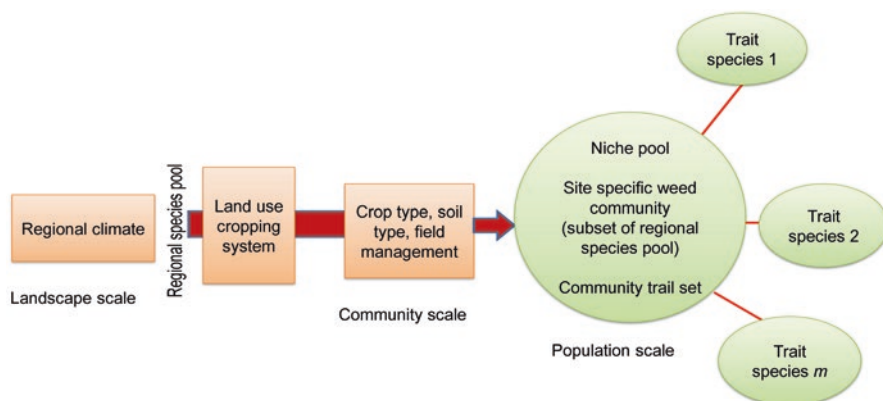 Regional climate
Landscape scale
Regional species pool
Land use
cropping
system
Crop type, soil
type, field
management
Community scale
Niche pool
Site specific weed
community
(subset of regional
species pool)
Community trail set
Population scale
Trait
species 1
Trait
species 2
Trait
species m